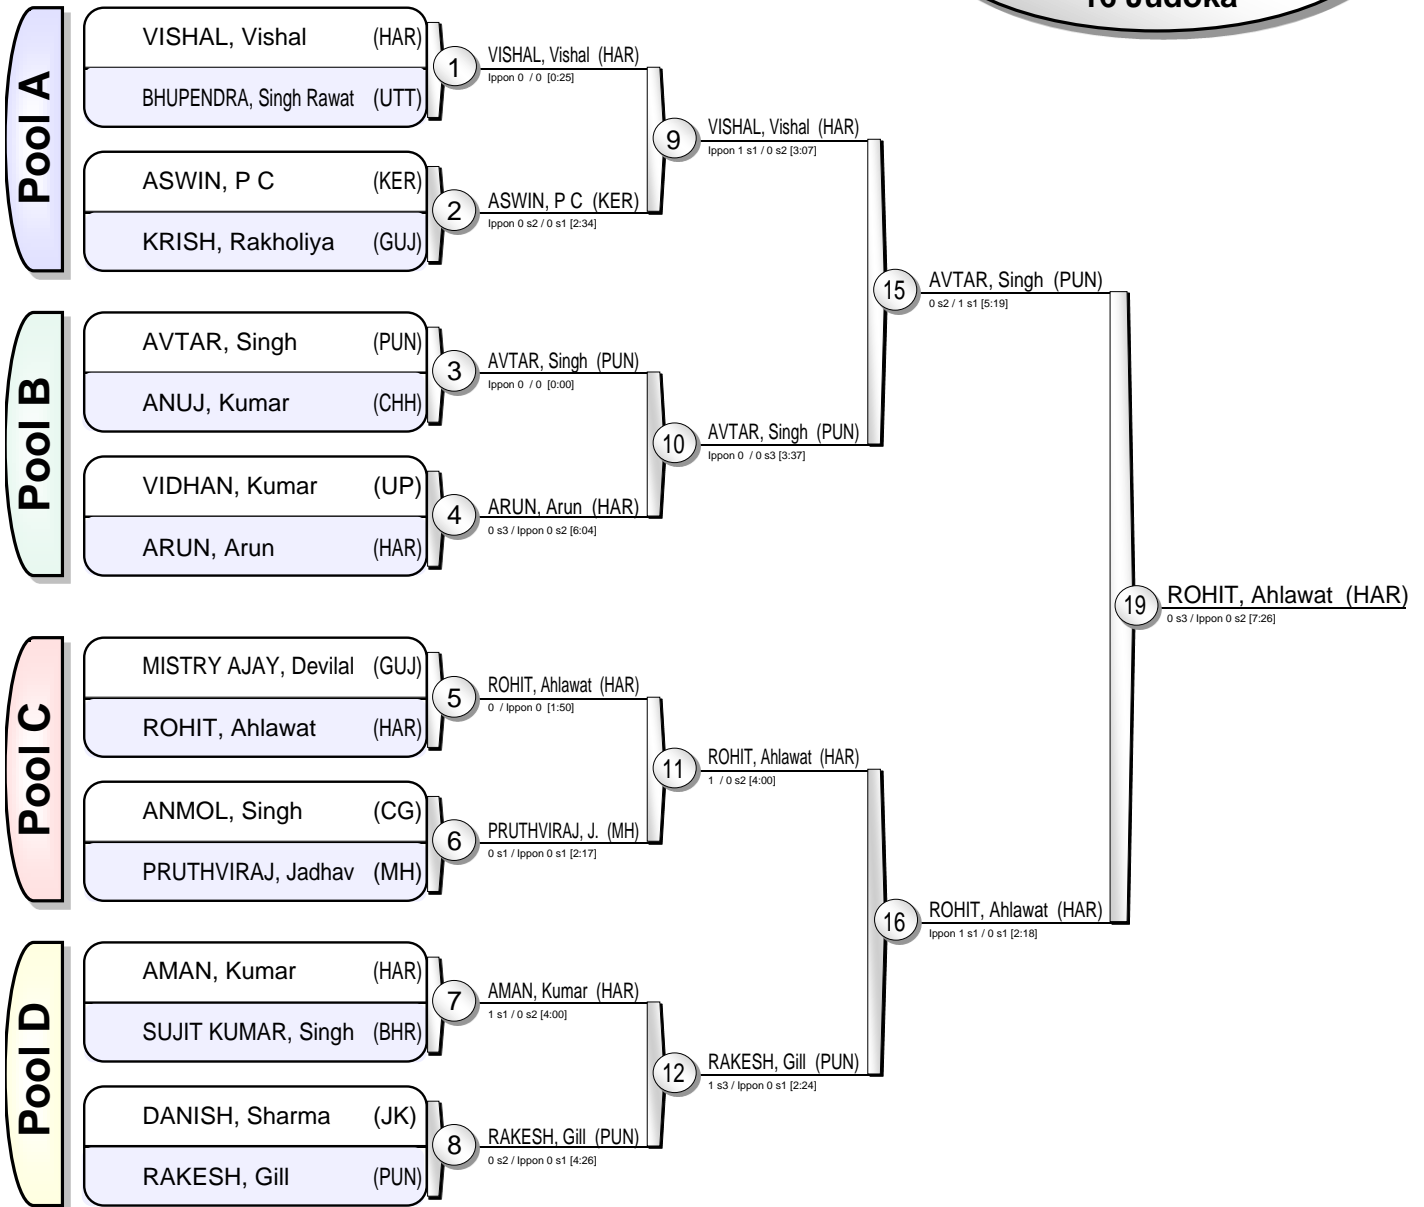 16 Judoka
Pool A
VISHAL, Vishal (HAR)
BHUPENDRA, Singh Rawat (UTT)
1
VISHAL, Vishal (HAR)
Ippon 0 / 0 [0:25]
ASWIN, P C (KER)
KRISH, Rakholiya (GUJ)
2
ASWIN, P C (KER)
Ippon 0 s2 / 0 s1 [2:34]
9
VISHAL, Vishal (HAR)
Ippon 1 s1 / 0 s2 [3:07]
Pool B
AVTAR, Singh (PUN)
ANUJ, Kumar (CHH)
3
AVTAR, Singh (PUN)
Ippon 0 / 0 [0:00]
VIDHAN, Kumar (UP)
ARUN, Arun (HAR)
4
ARUN, Arun (HAR)
0 s3 / Ippon 0 s2 [6:04]
10
AVTAR, Singh (PUN)
Ippon 0 / 0 s3 [3:37]
15
AVTAR, Singh (PUN)
0 s2 / 1 s1 [5:19]
Pool C
MISTRY AJAY, Devilal (GUJ)
ROHIT, Ahlawat (HAR)
5
ROHIT, Ahlawat (HAR)
0 / Ippon 0 [1:50]
ANMOL, Singh (CG)
PRUTHVIRAJ, Jadhav (MH)
6
PRUTHVIRAJ, J. (MH)
0 s1 / Ippon 0 s1 [2:17]
11
ROHIT, Ahlawat (HAR)
1 / 0 s2 [4:00]
Pool D
AMAN, Kumar (HAR)
SUJIT KUMAR, Singh (BHR)
7
AMAN, Kumar (HAR)
1 s1 / 0 s2 [4:00]
DANISH, Sharma (JK)
RAKESH, Gill (PUN)
8
RAKESH, Gill (PUN)
0 s2 / Ippon 0 s1 [4:26]
12
RAKESH, Gill (PUN)
1 s3 / Ippon 0 s1 [2:24]
16
ROHIT, Ahlawat (HAR)
Ippon 1 s1 / 0 s1 [2:18]
19
ROHIT, Ahlawat (HAR)
0 s3 / Ippon 0 s2 [7:26]